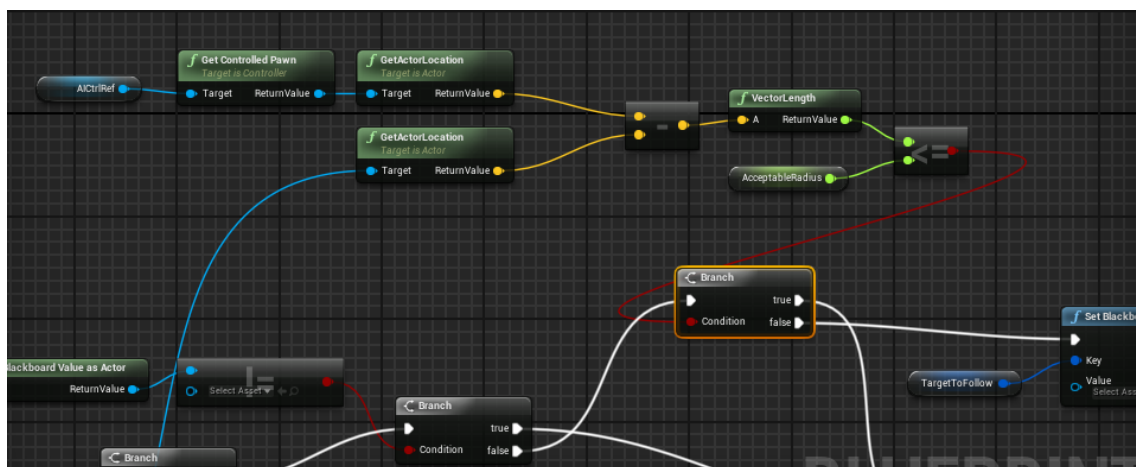 Get Controlled Pawn
Target is Controller
Target
ReturnValue
AICtrlRef
GetActorLocation
Target is Actor
Target
ReturnValue
GetActorLocation
Target is Actor
Target
ReturnValue
-
VectorLength
A
ReturnValue
AcceptableRadius
<=
Branch
true
Condition
false
Set Blackb
Key
Value
Select Ass
TargetToFollow
lackboard Value as Actor
ReturnValue
!=
Select Asset
Branch
true
Condition
false
Branch
BLUEPRINT